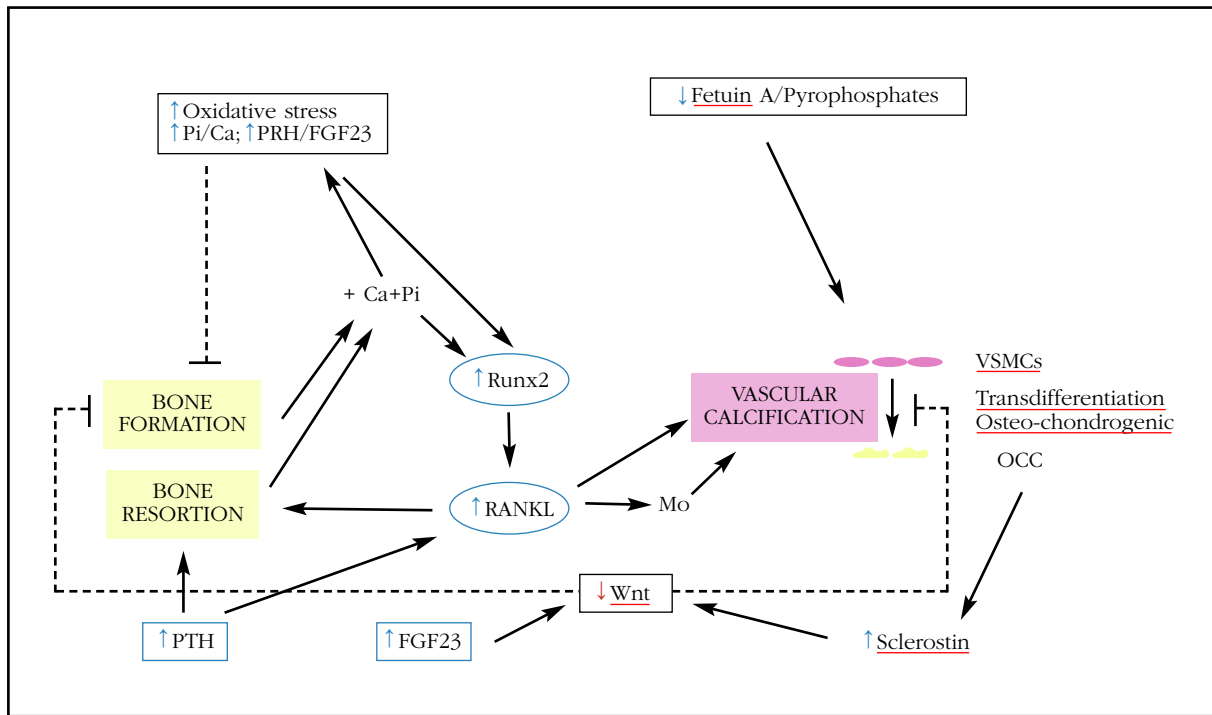 ↑Oxidative stress
↑Pi/Ca; ↑PRH/FGF23
↓Fetuin A/Pyrophosphates
+ Ca+Pi
↑Runx2
VSMCs
BONE
FORMATION
VASCULAR
CALCIFICATION
Transdifferentiation
Osteo-chondrogenic
OCC
BONE
RESORTION
↑RANKL
Mo
↓Wnt
↑PTH
↑FGF23
↑Sclerostin